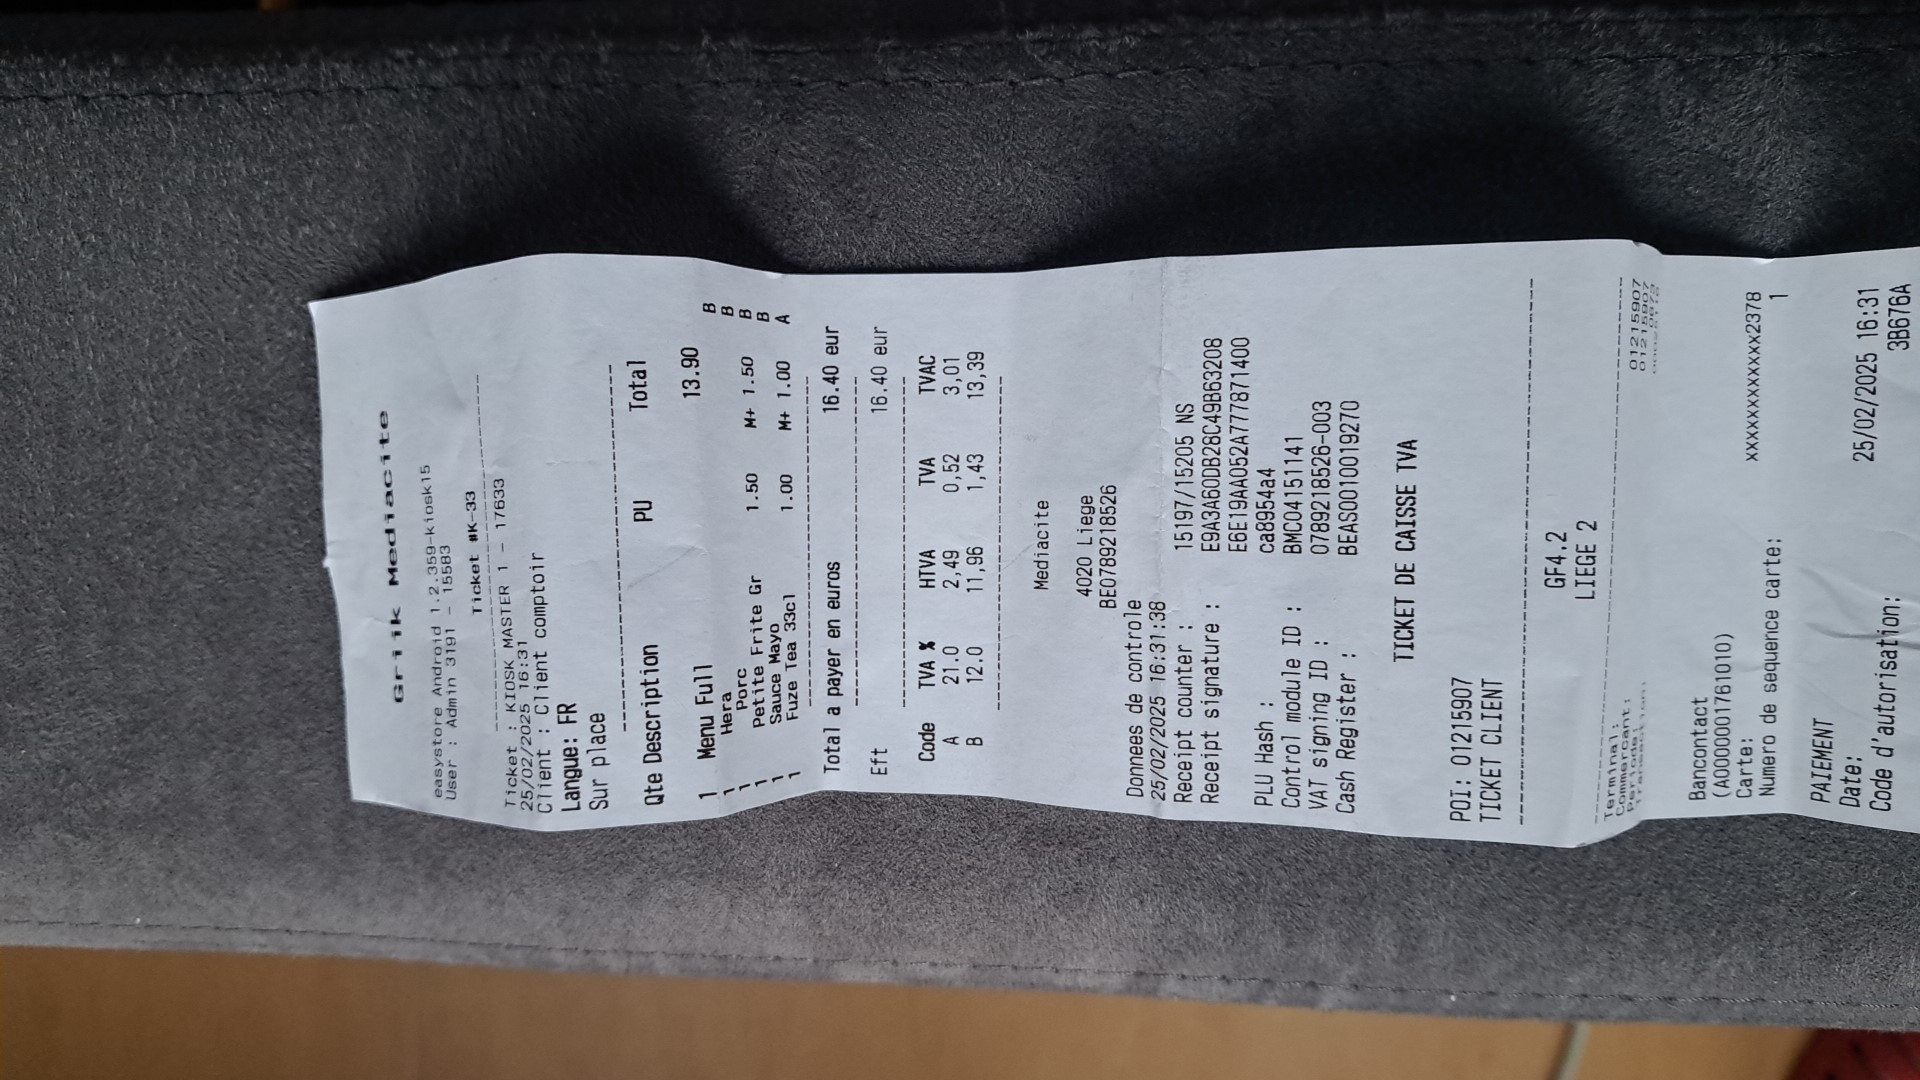 Griik Mediacite
easystore Android 1.2.359-kiosk15
User : Admin 3191 - 15583
Ticket #K-33
Ticket : KIOSK MASTER 1 - 17633
25/02/2025 16:31
Client : Client comptoir
Langue: FR
Sur place
Qte Description PU Total
1 Menu Full 13.90 B
1 Hera B
1 Porc B
1 Petite Frite Gr 1.50 M+ 1.50 B
1 Sauce Mayo
1 Fuze Tea 33cl 1.00 M+ 1.00 A
Total a payer en euros 16.40 eur
Eft 16.40 eur
Code TVA % HTVA TVA TVAC
A 21.0 2,49 0,52 3,01
B 12.0 11,96 1,43 13,39
Mediacite
4020 Liege
BE0789218526
Donnees de controle
25/02/2025 16:31:38
Receipt counter : 15197/15205 NS
Receipt signature : E9A3A60DB28C49B63208
E6E19AA052A777871400
PLU Hash : ca8954a4
Control module ID : BMC04151141
VAT signing ID : 0789218526-003
Cash Register : BEAS0010019270
TICKET DE CAISSE TVA
POI: 01215907
TICKET CLIENT
GF4.2
LIEGE 2
Terminal: 01215907
Commercant: 01215907
Periode:
Bancontact
(A0000001761010)
Carte: xxxxxxxxxxxxx2378
Numero de sequence carte: 1
PAIEMENT
Date: 25/02/2025 16:31
Code d'autorisation: 3B676A